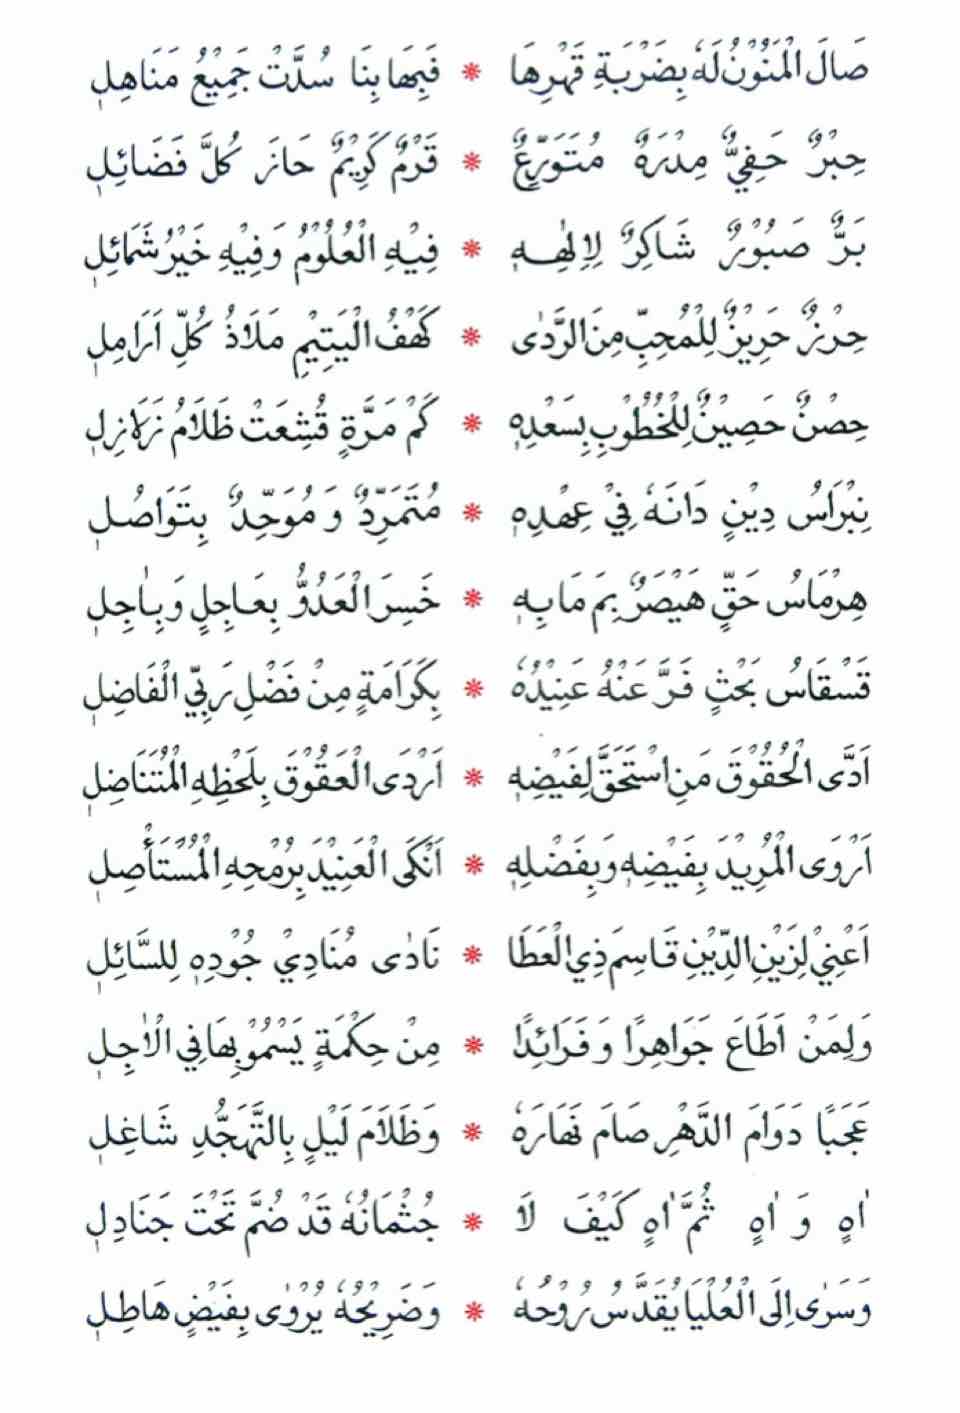 صَالَ الْمَنُوْنُ لَهٗ بِضَرْبَةِ قَهْرِهَا ❋ فَبِهَا بِنَا سُدَّتْ جَمِيْعُ مَنَاهِلٖ
حِبْرٌ حَفِيٌّ مِدْرَهٌ مُتَوَرِّعٌ ❋ قَرْمٌ كَرِيْمٌ حَازَ كُلَّ فَضَائِلٖ
بَرٌّ صَبُوْرٌ شَاكِرٌ لِاِلٰهِهٖ ❋ فِيْهِ الْعُلُوْمُ وَفِيْهِ خَيْرُ شَمَائِلٖ
حِرْزٌ حَرِيْزٌ لِلْمُحِبِّ مِنَ الرَّدٰى ❋ كَهْفُ الْيَتِيْمِ مَلَاذُ كُلِّ اَرَامِلٖ
حِصْنٌ حَصِيْنٌ لِلْخُطُوْبِ بِسَعْدِهٖ ❋ كَمْ مَرَّةٍ قُشِعَتْ ظَلَامُ زَلَازِلٖ
نِبْرَاسُ دِيْنٍ دَانَهٗ فِيْ عِهْدِهٖ ❋ مُتَمَرِّدٌ وَ مُوَحِّدٌ بِتَوَاصُلٖ
هِرْمَاسُ حَقٍّ هَيْصَرٌ بِمَ مَا بِهٖ ❋ خَسِرَ الْعَدُوُّ بِعَاجِلٍ وَبِاٰجِلٖ
قَسْقَاسُ بَحْثٍ فَرَّ عَنْهُ عَنِيْدُهٗ ❋ بِكَرَامَةٍ مِنْ فَضْلِ رَبِّي الْفَاضِلٖ
اَدَّى الْحُقُوْقَ مَنِ اسْتَحَقَّ لِفَيْضِهٖ ❋ اَرْدَى الْعَقُوْقَ بِلَحْظِهِ الْمُتَنَاضِلٖ
اَرْوَى الْمُرِيْدَ بِفَيْضِهٖ وَبِفَضْلِهٖ ❋ اَنْكَى الْعَنِيْدَ بِرُمْحِهِ الْمُسْتَأْصِلٖ
اَعْنِيْ لِزَيْنِ الدِّيْنِ قَاسِمَ ذِي الْعَطَا ❋ نَادٰى مُنَادِيْ جُوْدِهٖ لِلسَّائِلٖ
وَلِمَنْ اَطَاعَ جَوَاهِرًا وَ فَرَائِدًا ❋ مِنْ حِكْمَةٍ يَسْمُوْ بِهَا فِي الْاٰجِلٖ
عَجَبًا دَوَامَ الدَّهْرِ صَامَ نَهَارَهٗ ❋ وَظَلَامَ لَيْلٍ بِالتَّهَجُّدِ شَاغِلٖ
اٰهٍ وَ اٰهٍ ثُمَّ اٰهٍ كَيْفَ لَا ❋ جُثْمَانُهٗ قَدْ ضُمَّ تَحْتَ جَنَادِلٖ
وَسَرٰى اِلَى الْعُلْيَا يُقَدَّسُ رُوْحُهٗ ❋ وَضَرِيْحُهٗ يُرْوٰى بِفَيْضٍ هَاطِلٖ